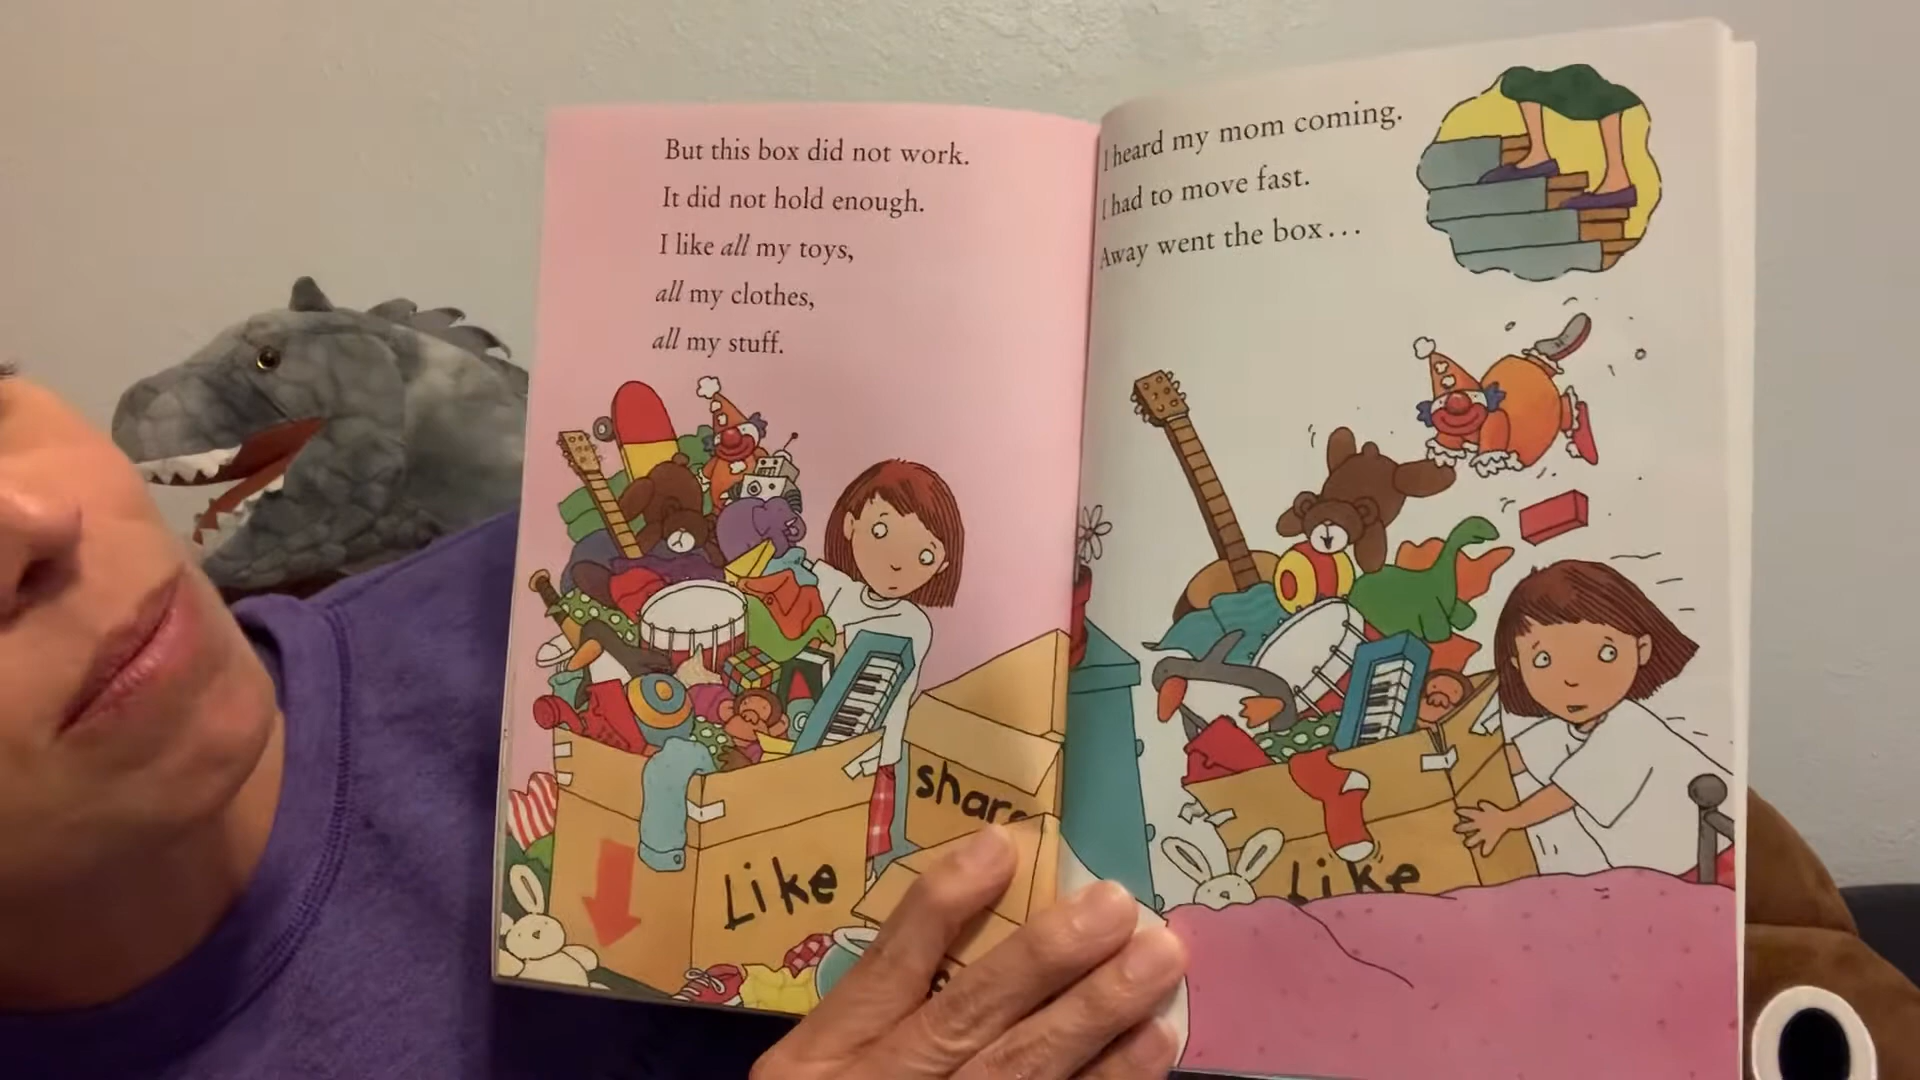 But this box did not work.
It did not hold enough.
I like all my toys,
all my clothes,
all my stuff.
share
Like
I heard my mom coming.
I had to move fast.
Away went the box...
Like